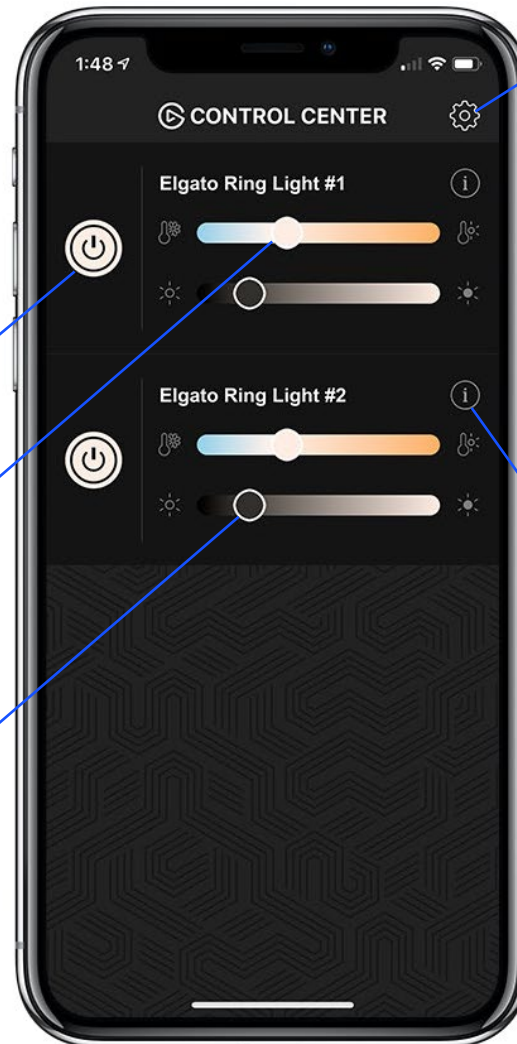 1:48
CONTROL CENTER
Elgato Ring Light #1
i
Elgato Ring Light #2
i